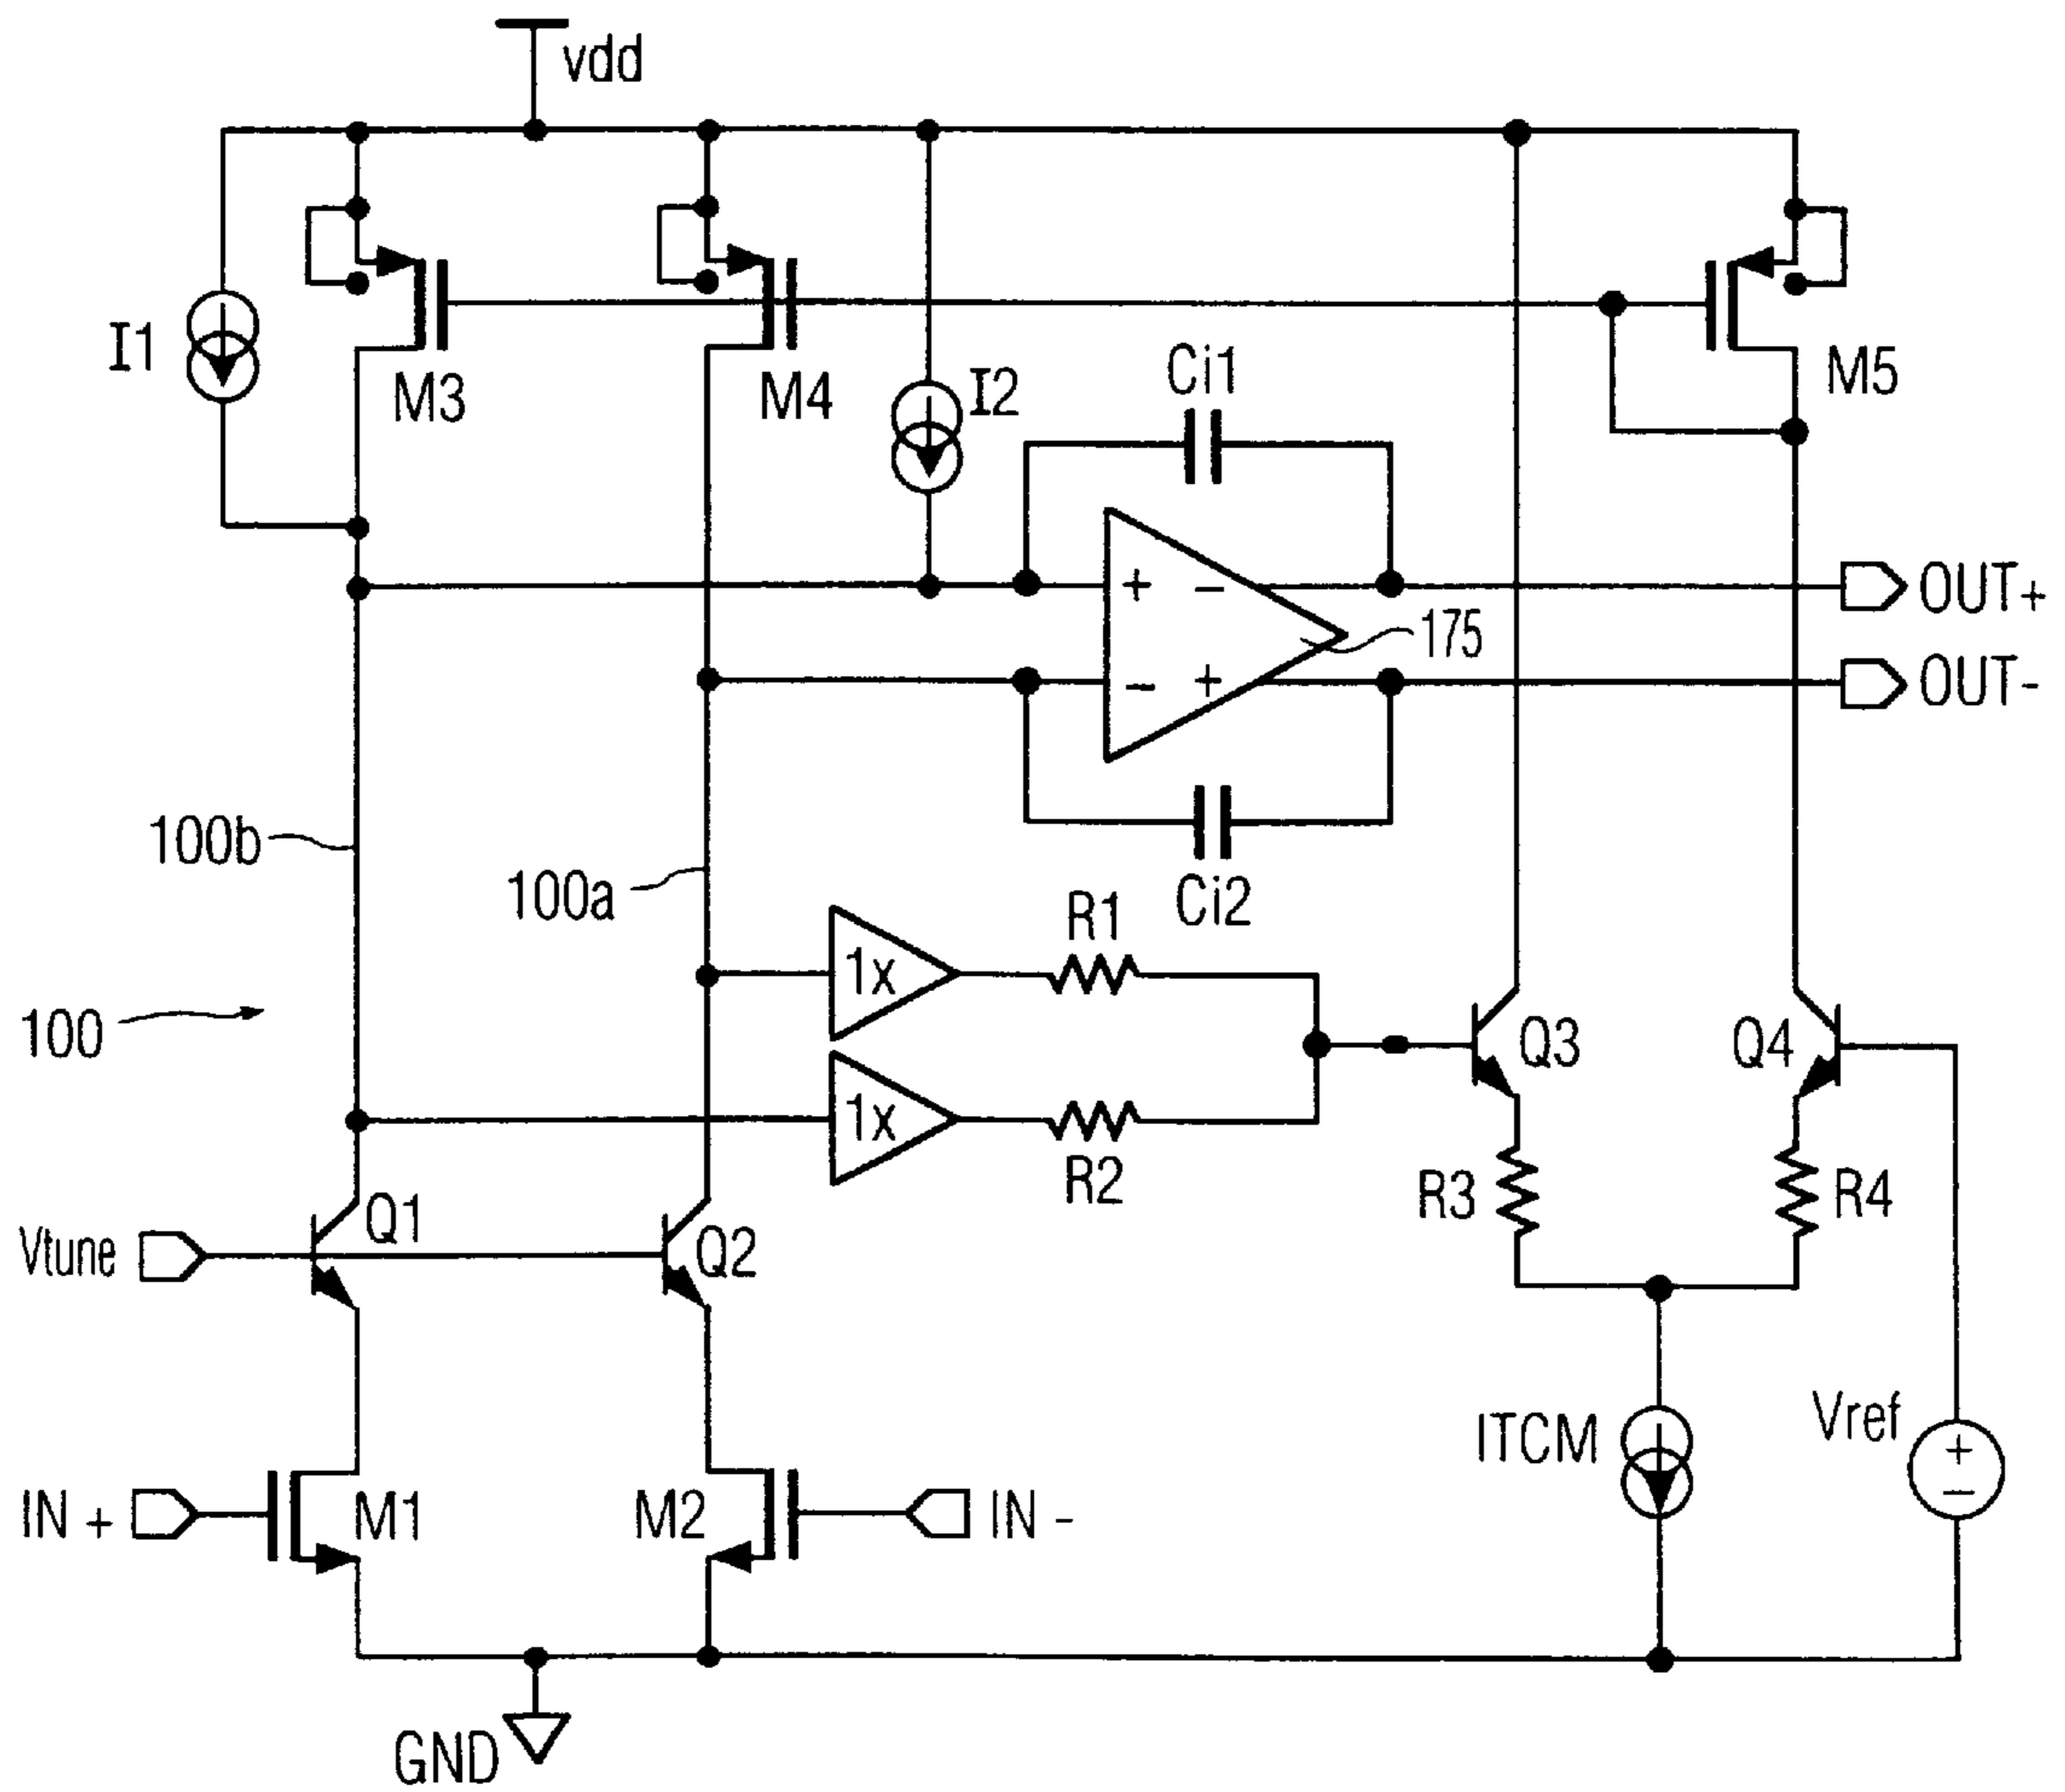 vdd
I1
M3
M4
I2
Ci1
M5
+
-
OUT+
175
-
+
OUT-
100b
100a
Ci2
R1
1x
100
Q3
Q4
1x
R2
R3
R4
Q1
Vtune
Q2
ITCM
Vref
+
-
IN +
M1
M2
IN -
GND